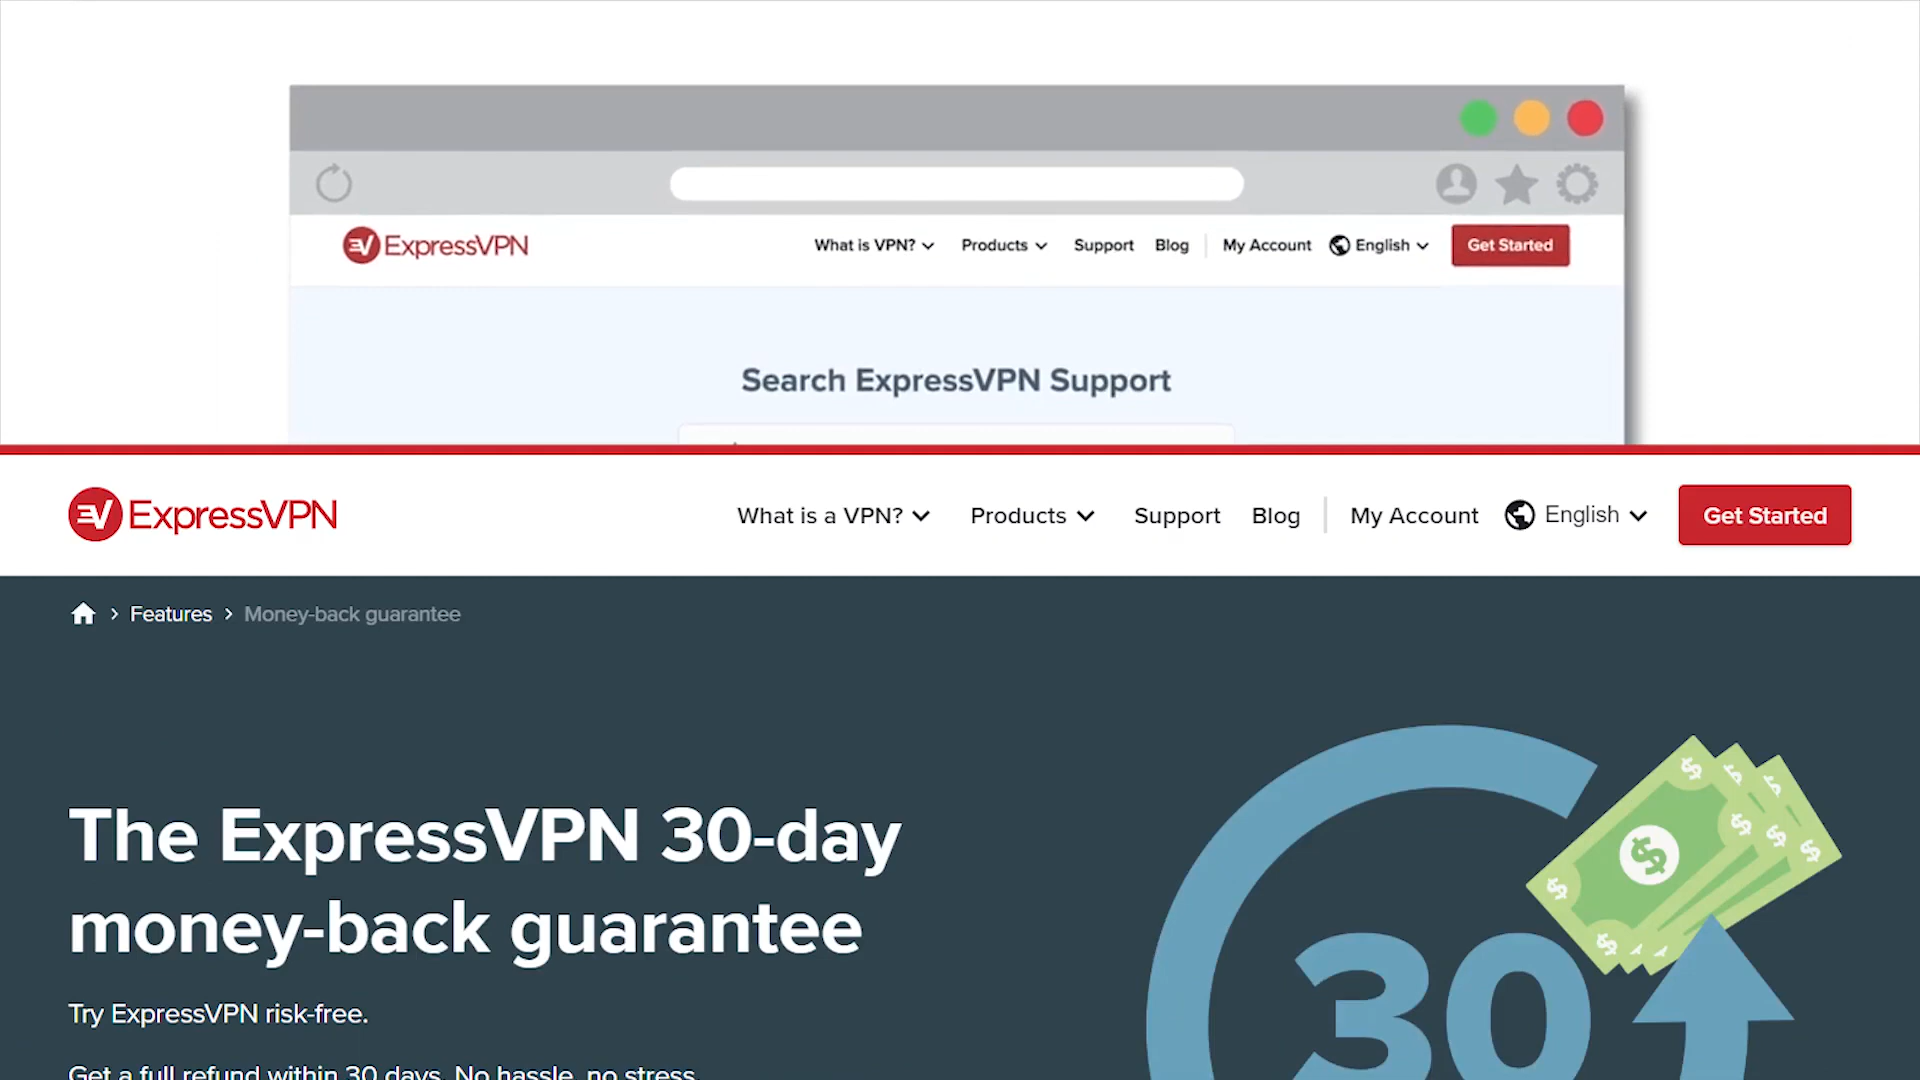 ExpressVPN
What is VPN? Products Support Blog My Account English Get Started
Search ExpressVPN Support
ExpressVPN
What is a VPN? Products Support Blog My Account English Get Started
Features > Money-back guarantee
The ExpressVPN 30-day
money-back guarantee
Try ExpressVPN risk-free.
Get a full refund within 30 days. No hassle, no stress.
30